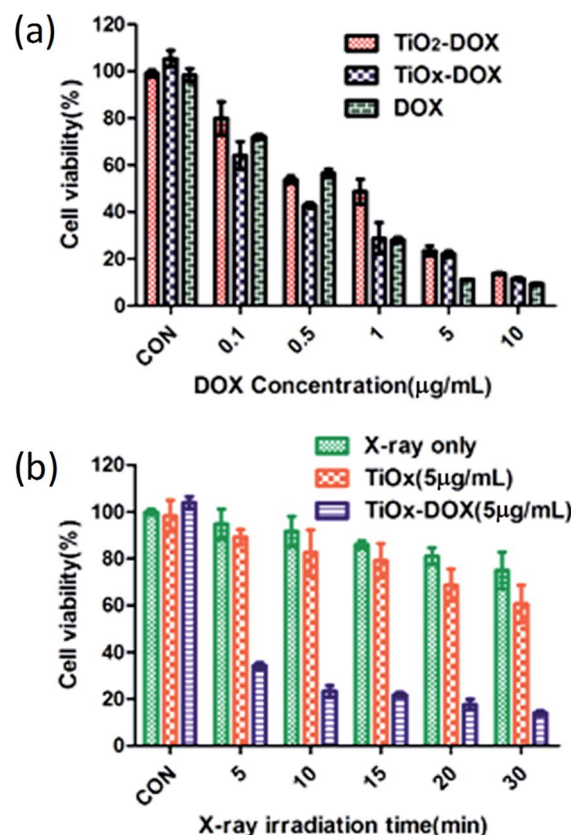 (a)
120
100
80
60
40
20
0
Cell viability(%)
TiO₂-DOX
TiOx-DOX
DOX
CON
0.1
0.5
1
5
10
DOX Concentration(μg/mL)
(b)
120
100
80
60
40
20
0
Cell viability(%)
X-ray only
TiOx(5μg/mL)
TiOx-DOX(5μg/mL)
CON
5
10
15
20
30
X-ray irradiation time(min)